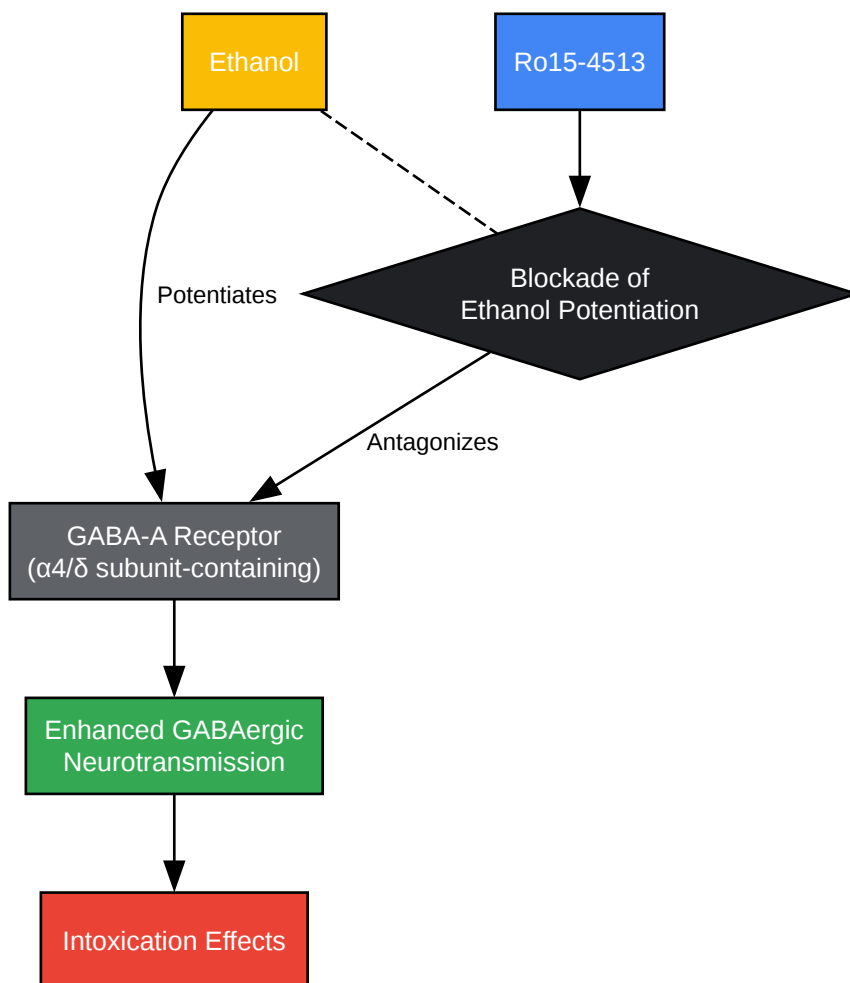 Ethanol
Ro15-4513
Blockade of
Ethanol Potentiation
Potentiates
Antagonizes
GABA-A Receptor
(α4/δ subunit-containing)
Enhanced GABAergic
Neurotransmission
Intoxication Effects